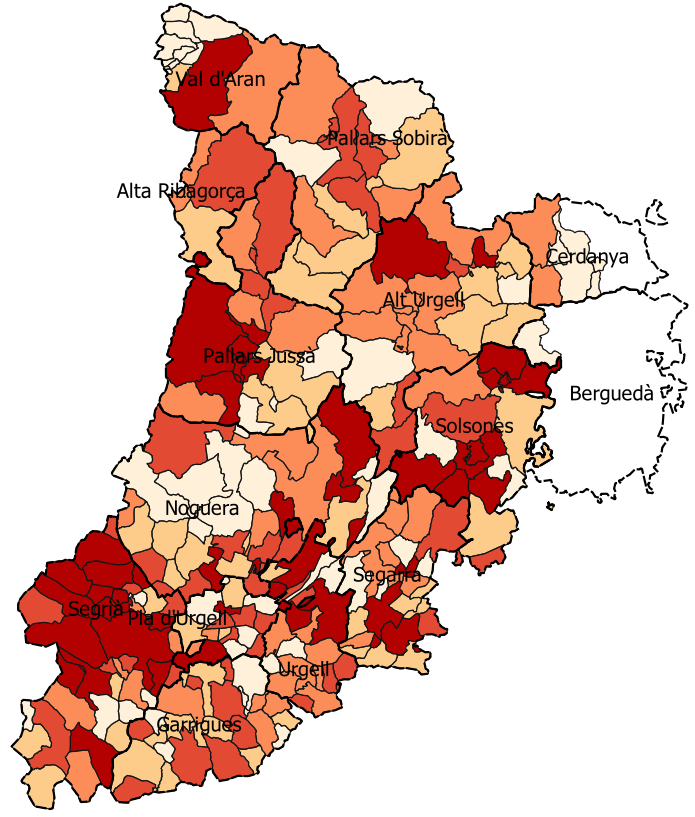 Val d'Aran
Pallars Sobirà
Alta Ribagorça
Cerdanya
Alt Urgell
Pallars Jussà
Berguedà
Solsonès
Noguera
Segarra
Segrià
Pla d'Urgell
Urgell
Garrigues